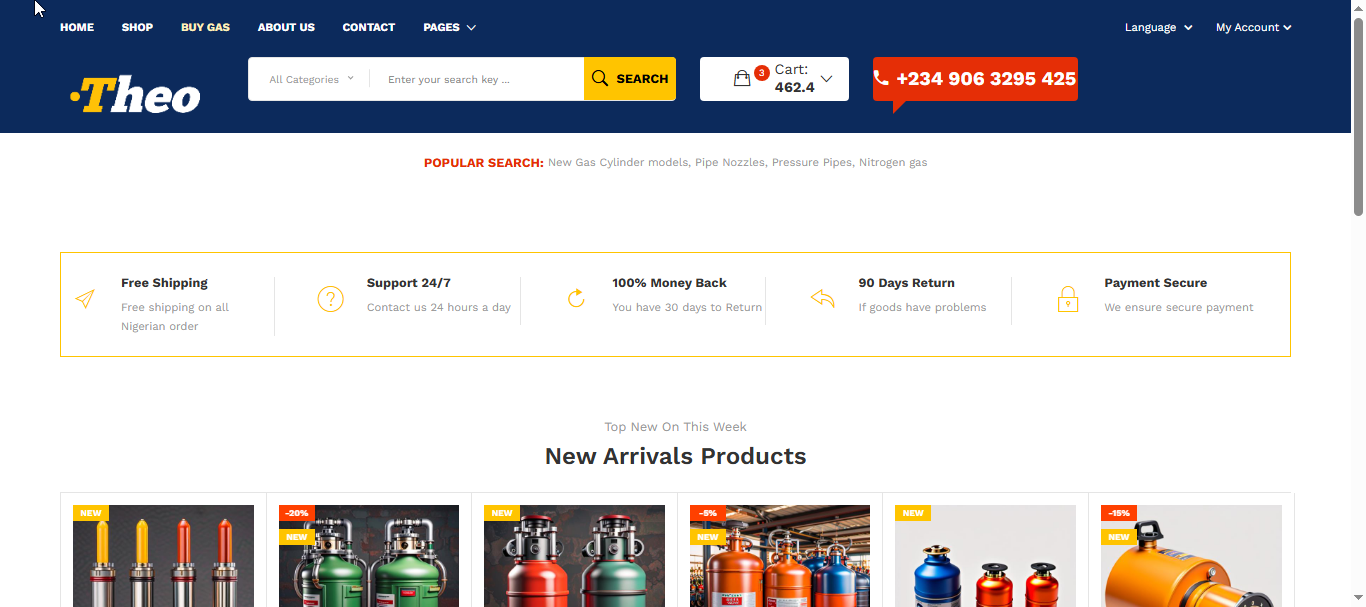 HOME SHOP BUY GAS ABOUT US CONTACT PAGES Language My Account
Theo
All Categories Enter your search key ... SEARCH
3 Cart:
462.4
+234 906 3295 425
POPULAR SEARCH: New Gas Cylinder models, Pipe Nozzles, Pressure Pipes, Nitrogen gas
Free Shipping
Free shipping on all
Nigerian order
Support 24/7
Contact us 24 hours a day
100% Money Back
You have 30 days to Return
90 Days Return
If goods have problems
Payment Secure
We ensure secure payment
Top New On This Week
New Arrivals Products
NEW
-20%
NEW
NEW
-5%
NEW
NEW
-15%
NEW